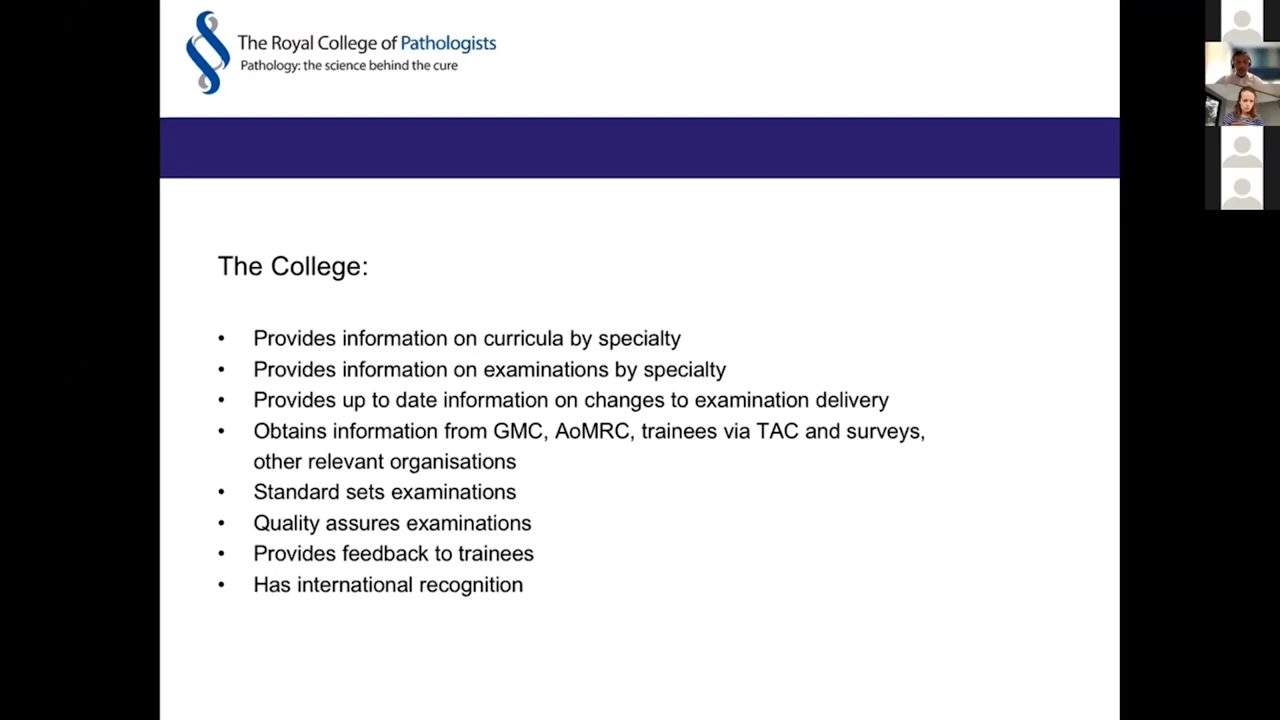 The Royal College of Pathologists
Pathology: the science behind the cure
The College:
• Provides information on curricula by specialty
• Provides information on examinations by specialty
• Provides up to date information on changes to examination delivery
• Obtains information from GMC, AoMRC, trainees via TAC and surveys,
other relevant organisations
• Standard sets examinations
• Quality assures examinations
• Provides feedback to trainees
• Has international recognition